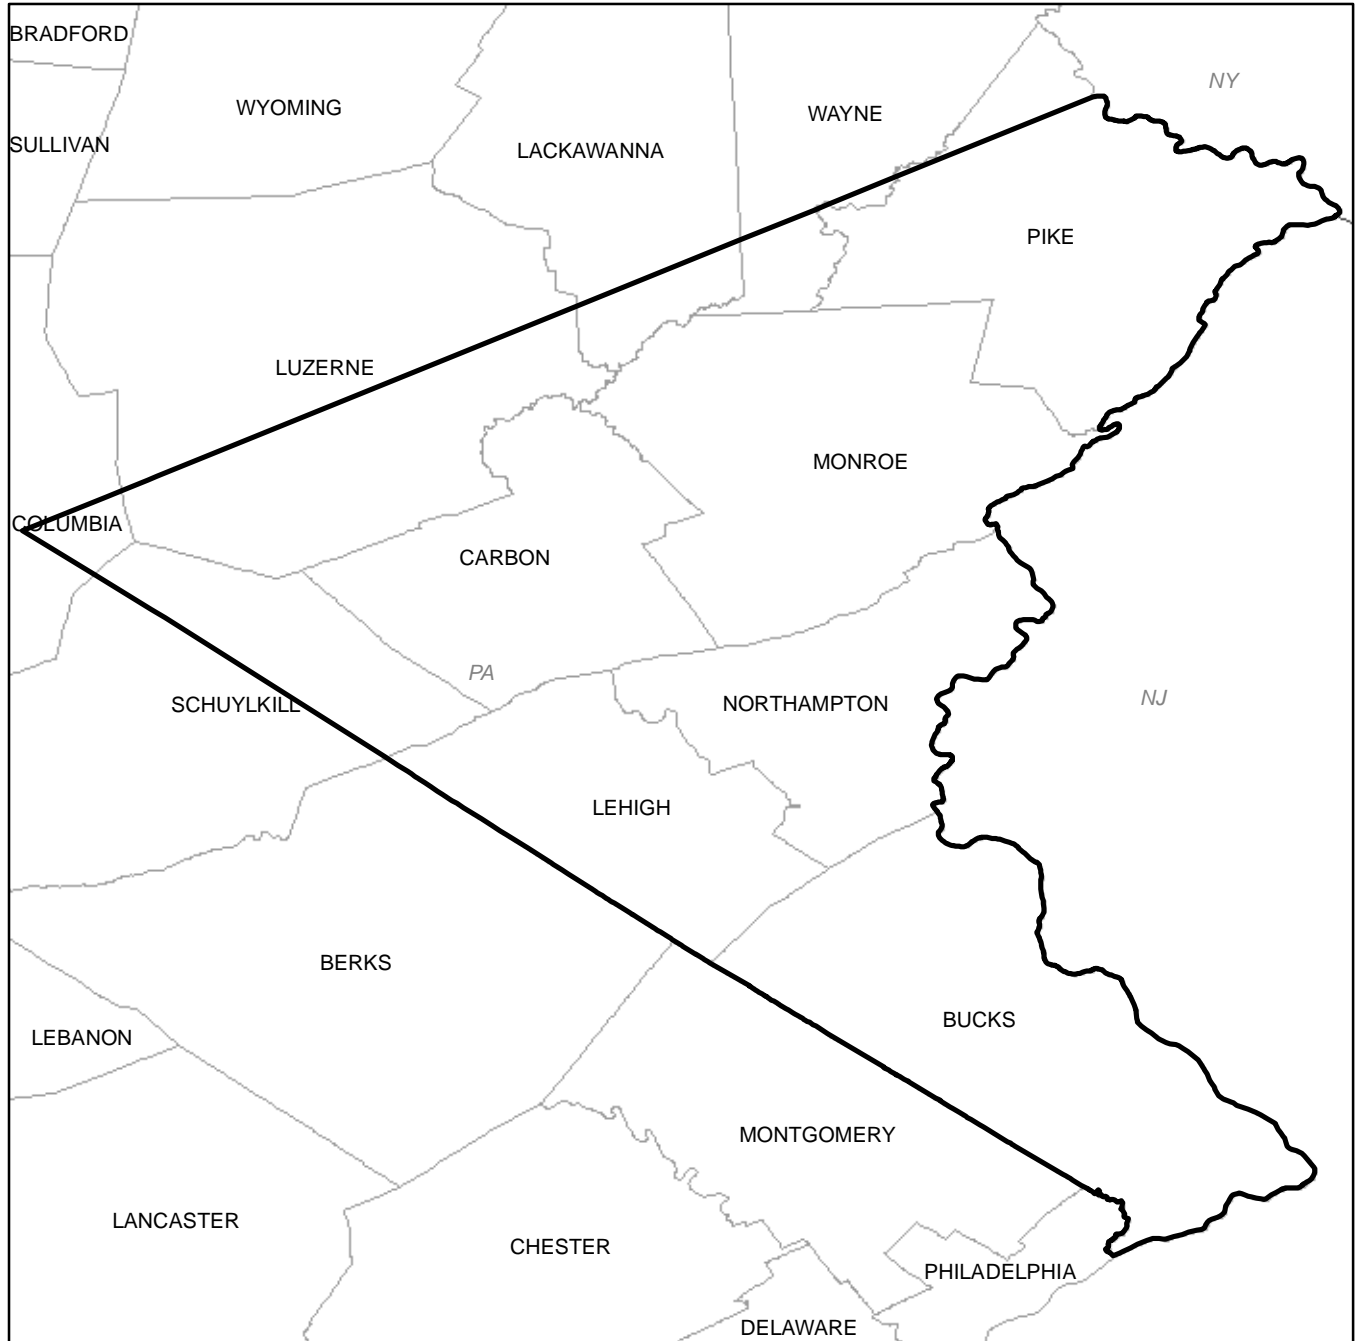 BRADFORD
NY
WYOMING
WAYNE
SULLIVAN
LACKAWANNA
PIKE
LUZERNE
MONROE
COLUMBIA
CARBON
PA
NJ
SCHUYLKILL
NORTHAMPTON
LEHIGH
BERKS
BUCKS
LEBANON
MONTGOMERY
LANCASTER
CHESTER
PHILADELPHIA
DELAWARE